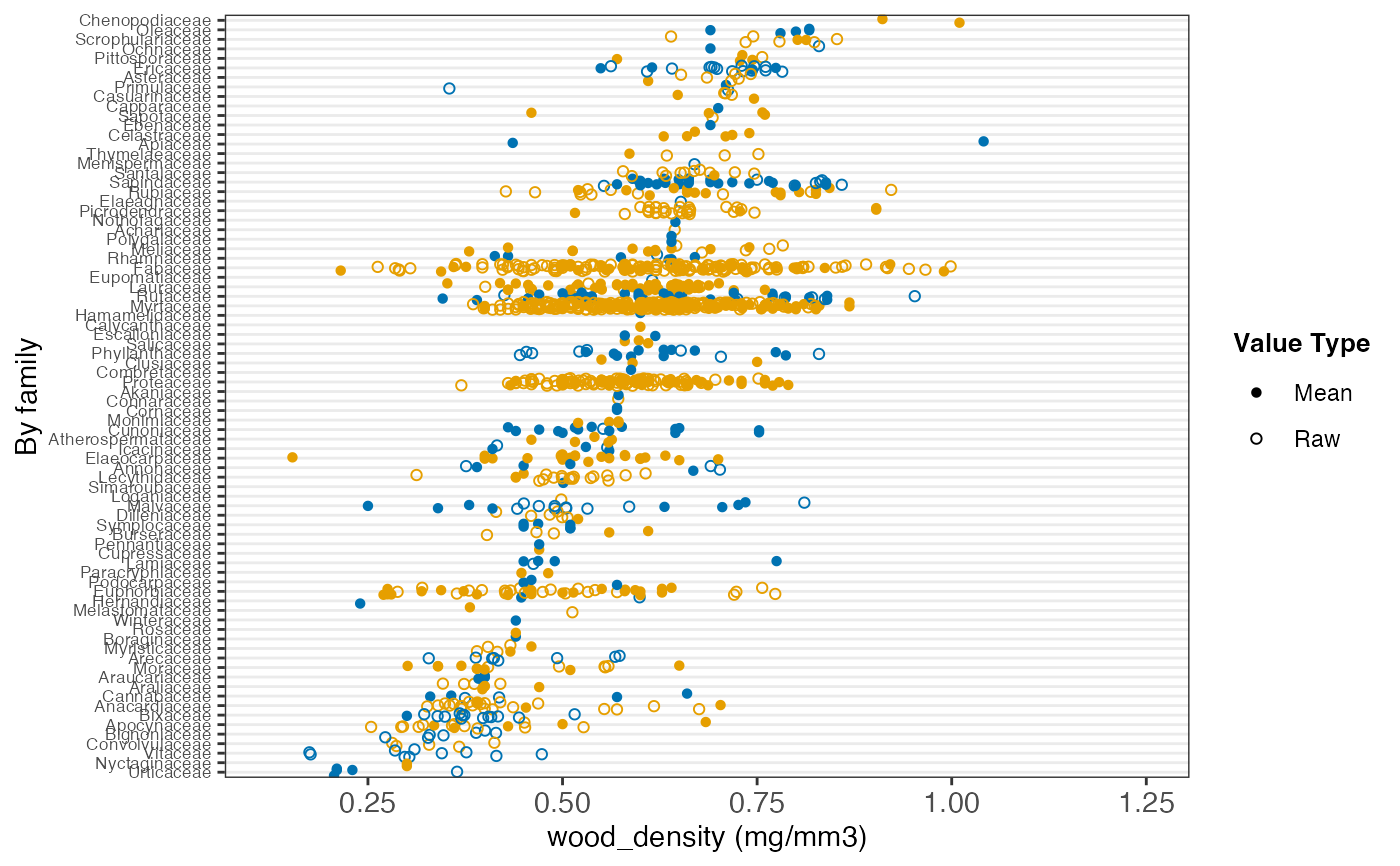 Chenopodiaceae
Oleaceae
Scrophulariaceae
Ochnaceae
Pittosporaceae
Ericaceae
Asteraceae
Primulaceae
Casuarinaceae
Capparaceae
Sapotaceae
Ebenaceae
Celastraceae
Apiaceae
Thymelaeaceae
Menispermaceae
Santalaceae
Sapindaceae
Rubiaceae
Elaeagnaceae
Picrodendraceae
Nothofagaceae
Achariaceae
Polygalaceae
Meliaceae
Rhamnaceae
Fabaceae
Eupomatiaceae
Lauraceae
Rutaceae
Myrtaceae
Hamamelidaceae
Calycanthaceae
Escalloniaceae
Salicaceae
Phyllanthaceae
Clusiaceae
Combretaceae
Proteaceae
Akaniaceae
Connaraceae
Cornaceae
Monimiaceae
Cunoniaceae
Atherospermataceae
Icacinaceae
Elaeocarpaceae
Annonaceae
Lecythidaceae
Simaroubaceae
Loganiaceae
Malvaceae
Dilleniaceae
Symplocaceae
Burseraceae
Pennantiaceae
Cupressaceae
Lamiaceae
Paracryphiaceae
Podocarpaceae
Euphorbiaceae
Hernandiaceae
Melastomataceae
Winteraceae
Rosaceae
Boraginaceae
Myristicaceae
Arecaceae
Moraceae
Araucariaceae
Araliaceae
Cannabaceae
Anacardiaceae
Bixaceae
Apocynaceae
Bignoniaceae
Convolvulaceae
Vitaceae
Nyctaginaceae
Urticaceae
By family
0.25 0.50 0.75 1.00 1.25
wood_density (mg/mm3)
Value Type
Mean
Raw